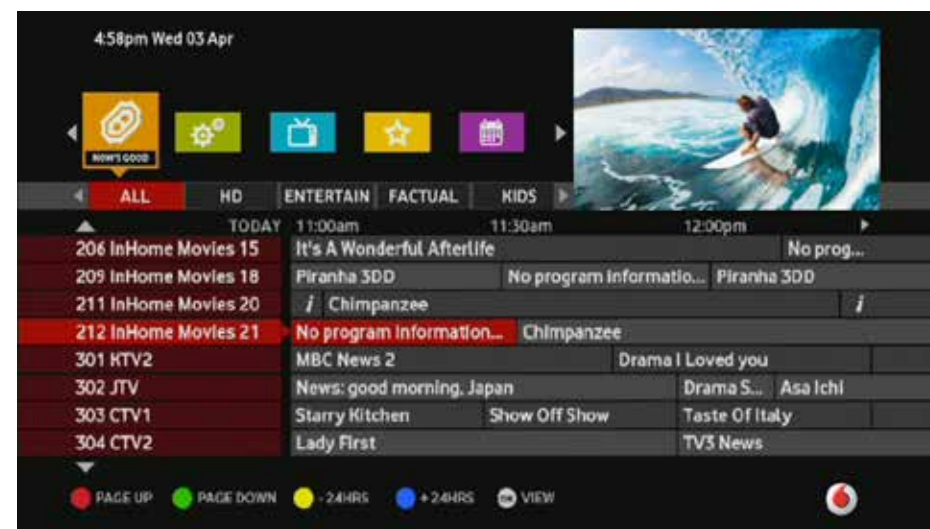 4:58pm Wed 03 Apr
NOW'S GOOD
ALL HD ENTERTAIN FACTUAL KIDS
TODAY 11:00am 11:30am 12:00pm
206 InHome Movies 15 It's A Wonderful Afterlife No prog...
209 InHome Movies 18 Piranha 3DD No program Informatio... Piranha 3DD
211 InHome Movies 20 i Chimpanzee i
212 InHome Movies 21 No program Information... Chimpanzee
301 KTV2 MBC News 2 Drama I Loved you
302 JTV News: good morning, Japan Drama S... Asa Ichi
303 CTV1 Starry Kitchen Show Off Show Taste Of Italy
304 CTV2 Lady First TV3 News
PAGE UP PAGE DOWN - 24HRS + 24HRS OK VIEW